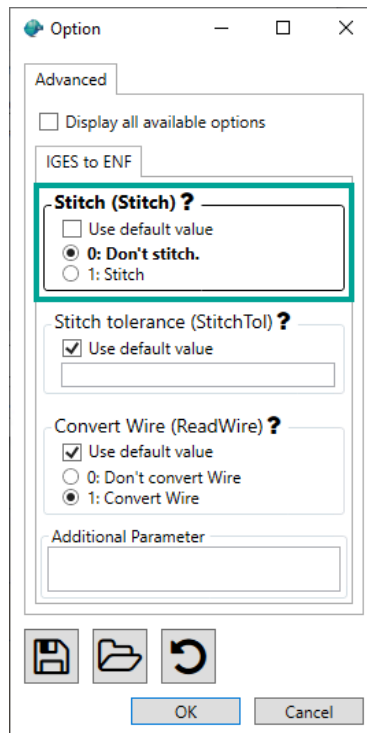 Option
Advanced
Display all available options
IGES to ENF
Stitch (Stitch) ?
Use default value
0: Don't stitch.
1: Stitch
Stitch tolerance (StitchTol) ?
Use default value
Convert Wire (ReadWire) ?
Use default value
0: Don't convert Wire
1: Convert Wire
Additional Parameter
OK Cancel